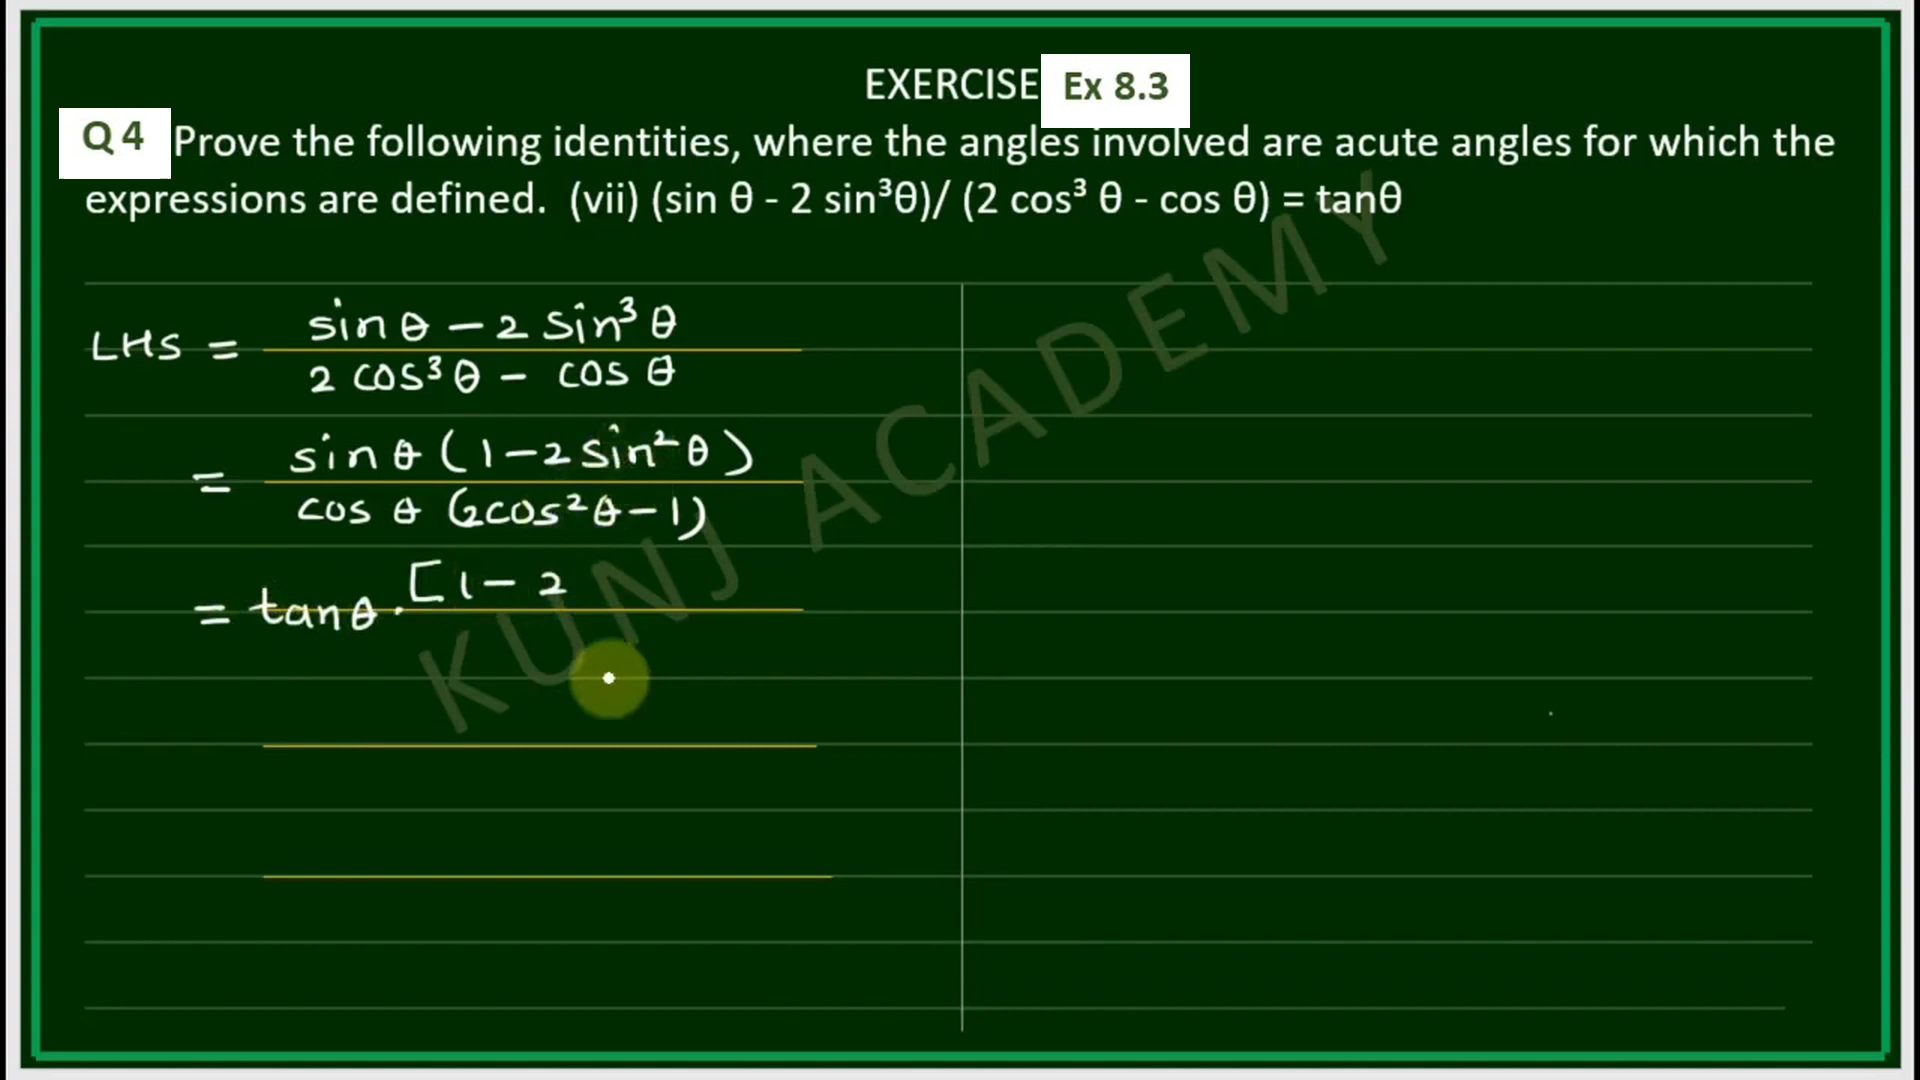 EXERCISE Ex 8.3
Q 4 Prove the following identities, where the angles involved are acute angles for which the
expressions are defined. (vii) (sin θ - 2 sin³θ)/ (2 cos³ θ - cos θ) = tanθ
sin θ – 2 sin³ θ
LHS =
2 cos³ θ – cos θ
sin θ (1–2 sin² θ)
=
cos θ (2cos² θ–1)
[1– 2
= tanθ .
KUNJ ACADEMY